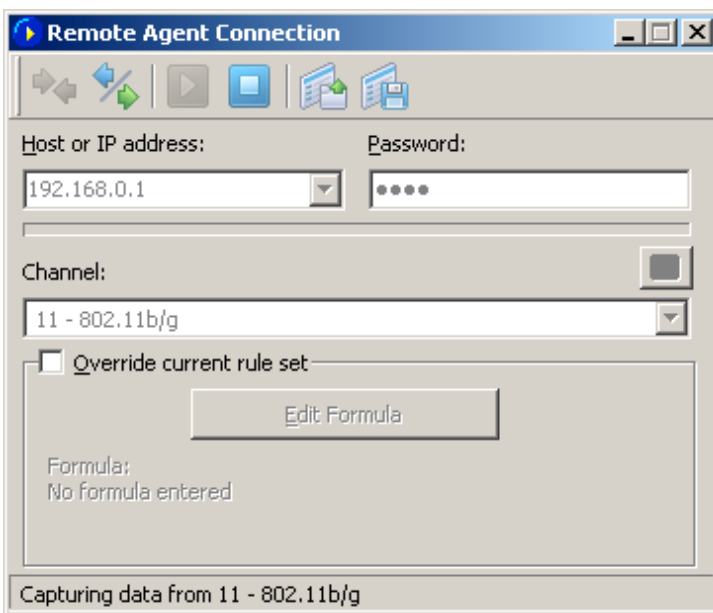 Remote Agent Connection
Host or IP address: Password:
192.168.0.1 ••••
Channel:
11 - 802.11b/g
Override current rule set
Edit Formula
Formula:
No formula entered
Capturing data from 11 - 802.11b/g